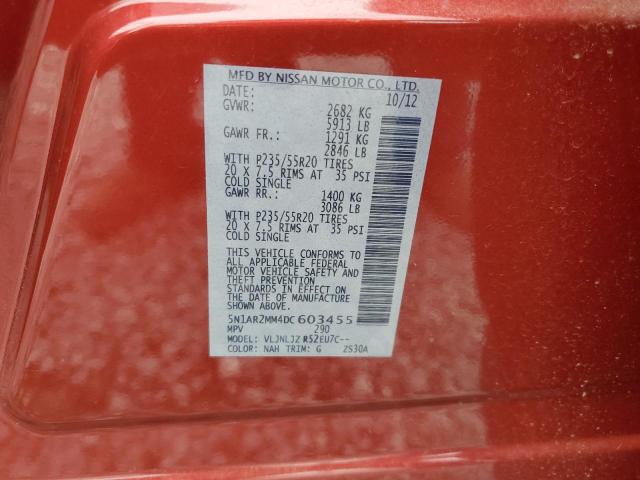 MFD BY NISSAN MOTOR CO., LTD.
DATE: 10/12
GVWR: 2682 KG
5913 LB
GAWR FR.: 1291 KG
2846 LB
WITH P235/55R20 TIRES
20 X 7.5 RIMS AT 35 PSI
COLD SINGLE
GAWR RR.: 1400 KG
3086 LB
WITH P235/55R20 TIRES
20 X 7.5 RIMS AT 35 PSI
COLD SINGLE
THIS VEHICLE CONFORMS TO
ALL APPLICABLE FEDERAL
MOTOR VEHICLE SAFETY AND
THEFT PREVENTION
STANDARDS IN EFFECT ON
THE DATE OF MANUFACTURE
SHOWN ABOVE.
5N1AR2MM4DC603455
MPV 290
MODEL: VLJNLJZ R52EU7C--
COLOR: NAH TRIM: G ZS30A